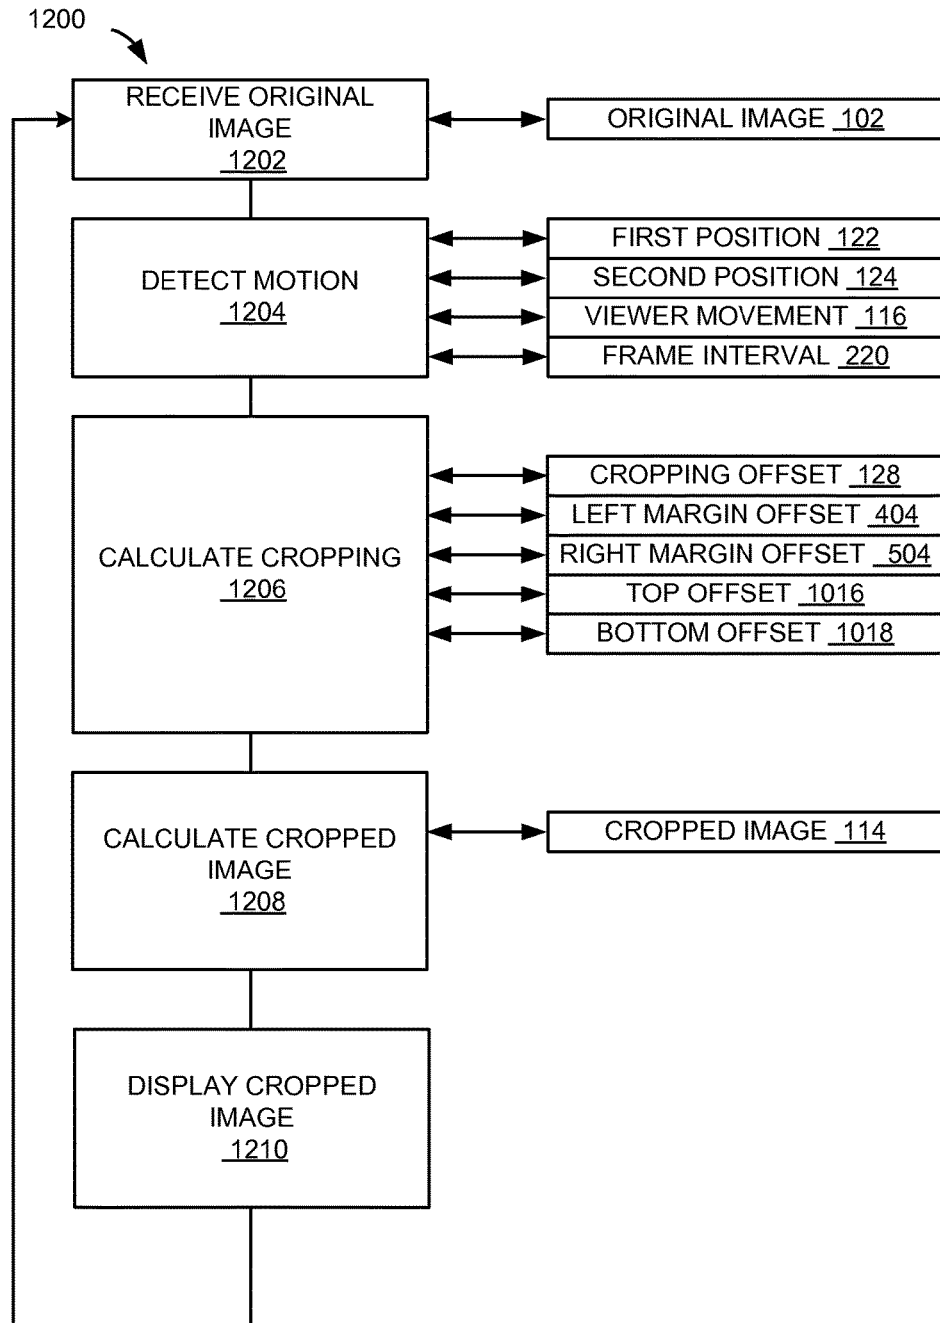 1200
RECEIVE ORIGINAL
IMAGE
1202
ORIGINAL IMAGE 102
DETECT MOTION
1204
FIRST POSITION 122
SECOND POSITION 124
VIEWER MOVEMENT 116
FRAME INTERVAL 220
CALCULATE CROPPING
1206
CROPPING OFFSET 128
LEFT MARGIN OFFSET 404
RIGHT MARGIN OFFSET 504
TOP OFFSET 1016
BOTTOM OFFSET 1018
CALCULATE CROPPED
IMAGE
1208
CROPPED IMAGE 114
DISPLAY CROPPED
IMAGE
1210